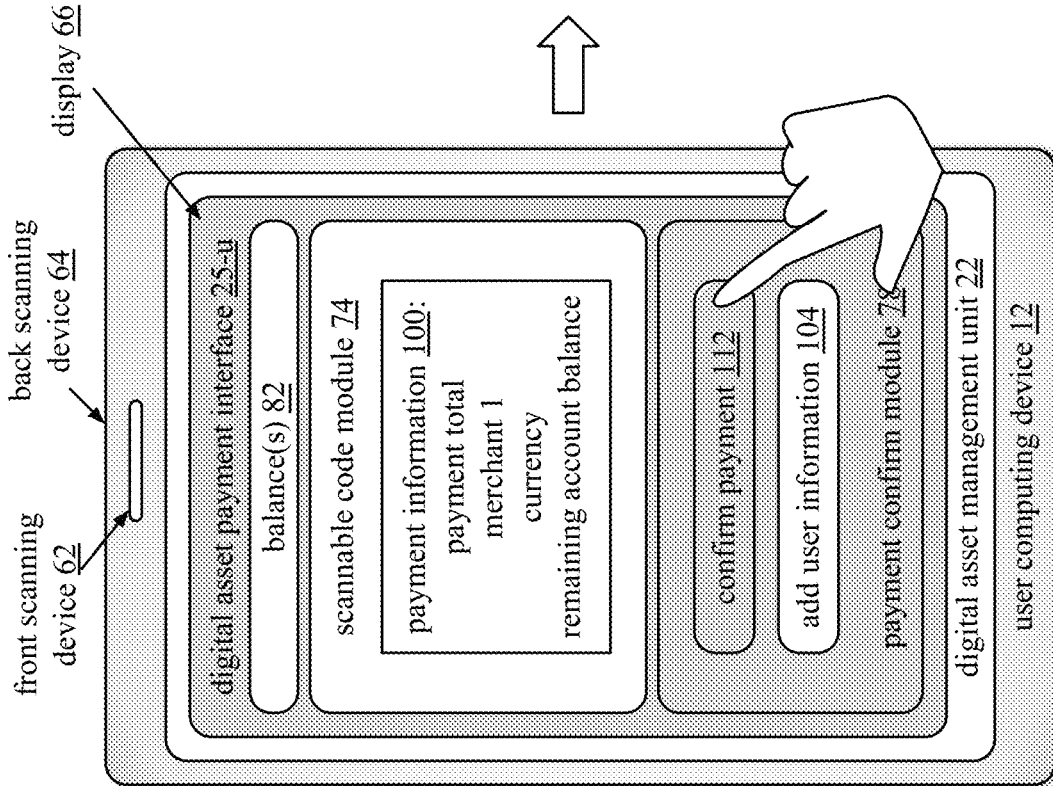 front scanning
device 62
back scanning
device 64
display 66
digital asset payment interface 25-u
balance(s) 82
scannable code module 74
payment information 100:
payment total
merchant 1
currency
remaining account balance
confirm payment 112
add user information 104
payment confirm module 78
digital asset management unit 22
user computing device 12